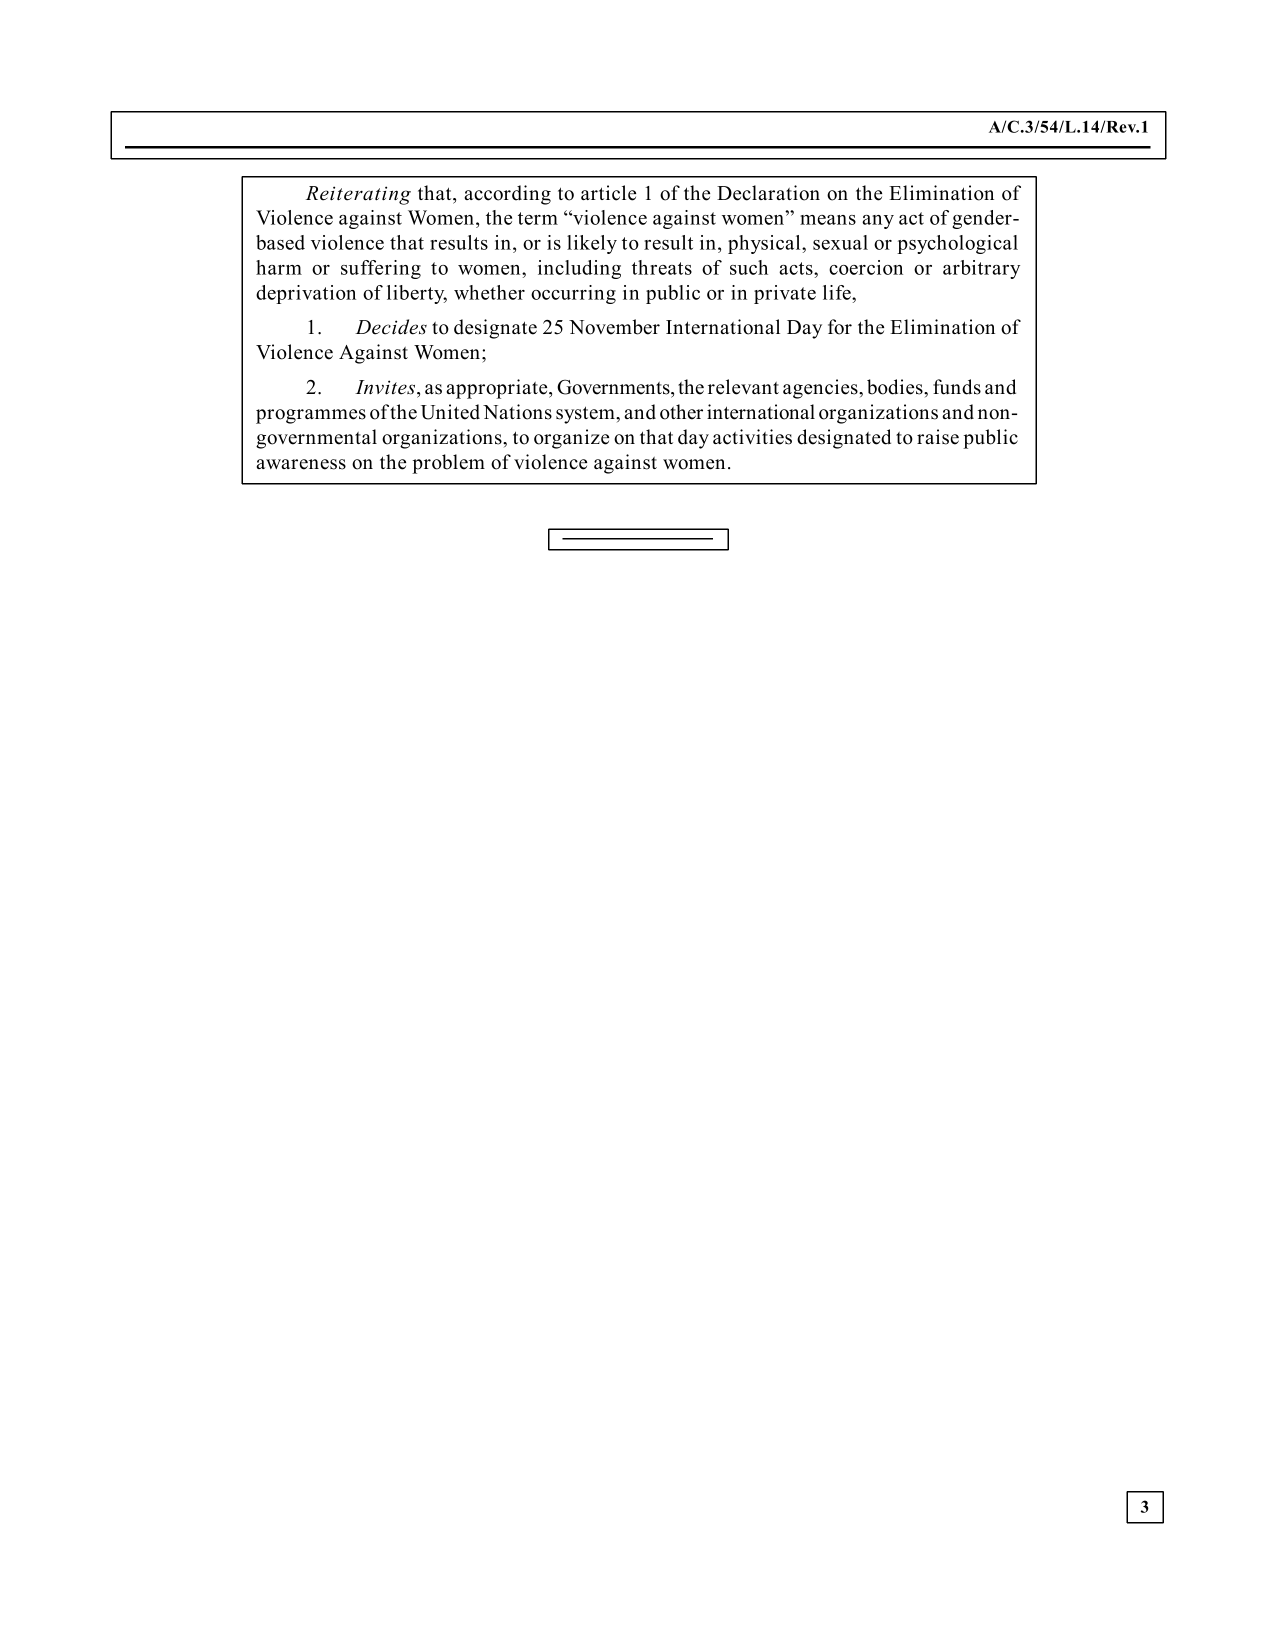 A/C.3/54/L.14/Rev.1
Reiterating that, according to article 1 of the Declaration on the Elimination of
Violence against Women, the term “violence against women” means any act of gender-
based violence that results in, or is likely to result in, physical, sexual or psychological
harm or suffering to women, including threats of such acts, coercion or arbitrary
deprivation of liberty, whether occurring in public or in private life,
1. Decides to designate 25 November International Day for the Elimination of
Violence Against Women;
2. Invites, as appropriate, Governments, the relevant agencies, bodies, funds and
programmes of the United Nations system, and other international organizations and non-
governmental organizations, to organize on that day activities designated to raise public
awareness on the problem of violence against women.
3